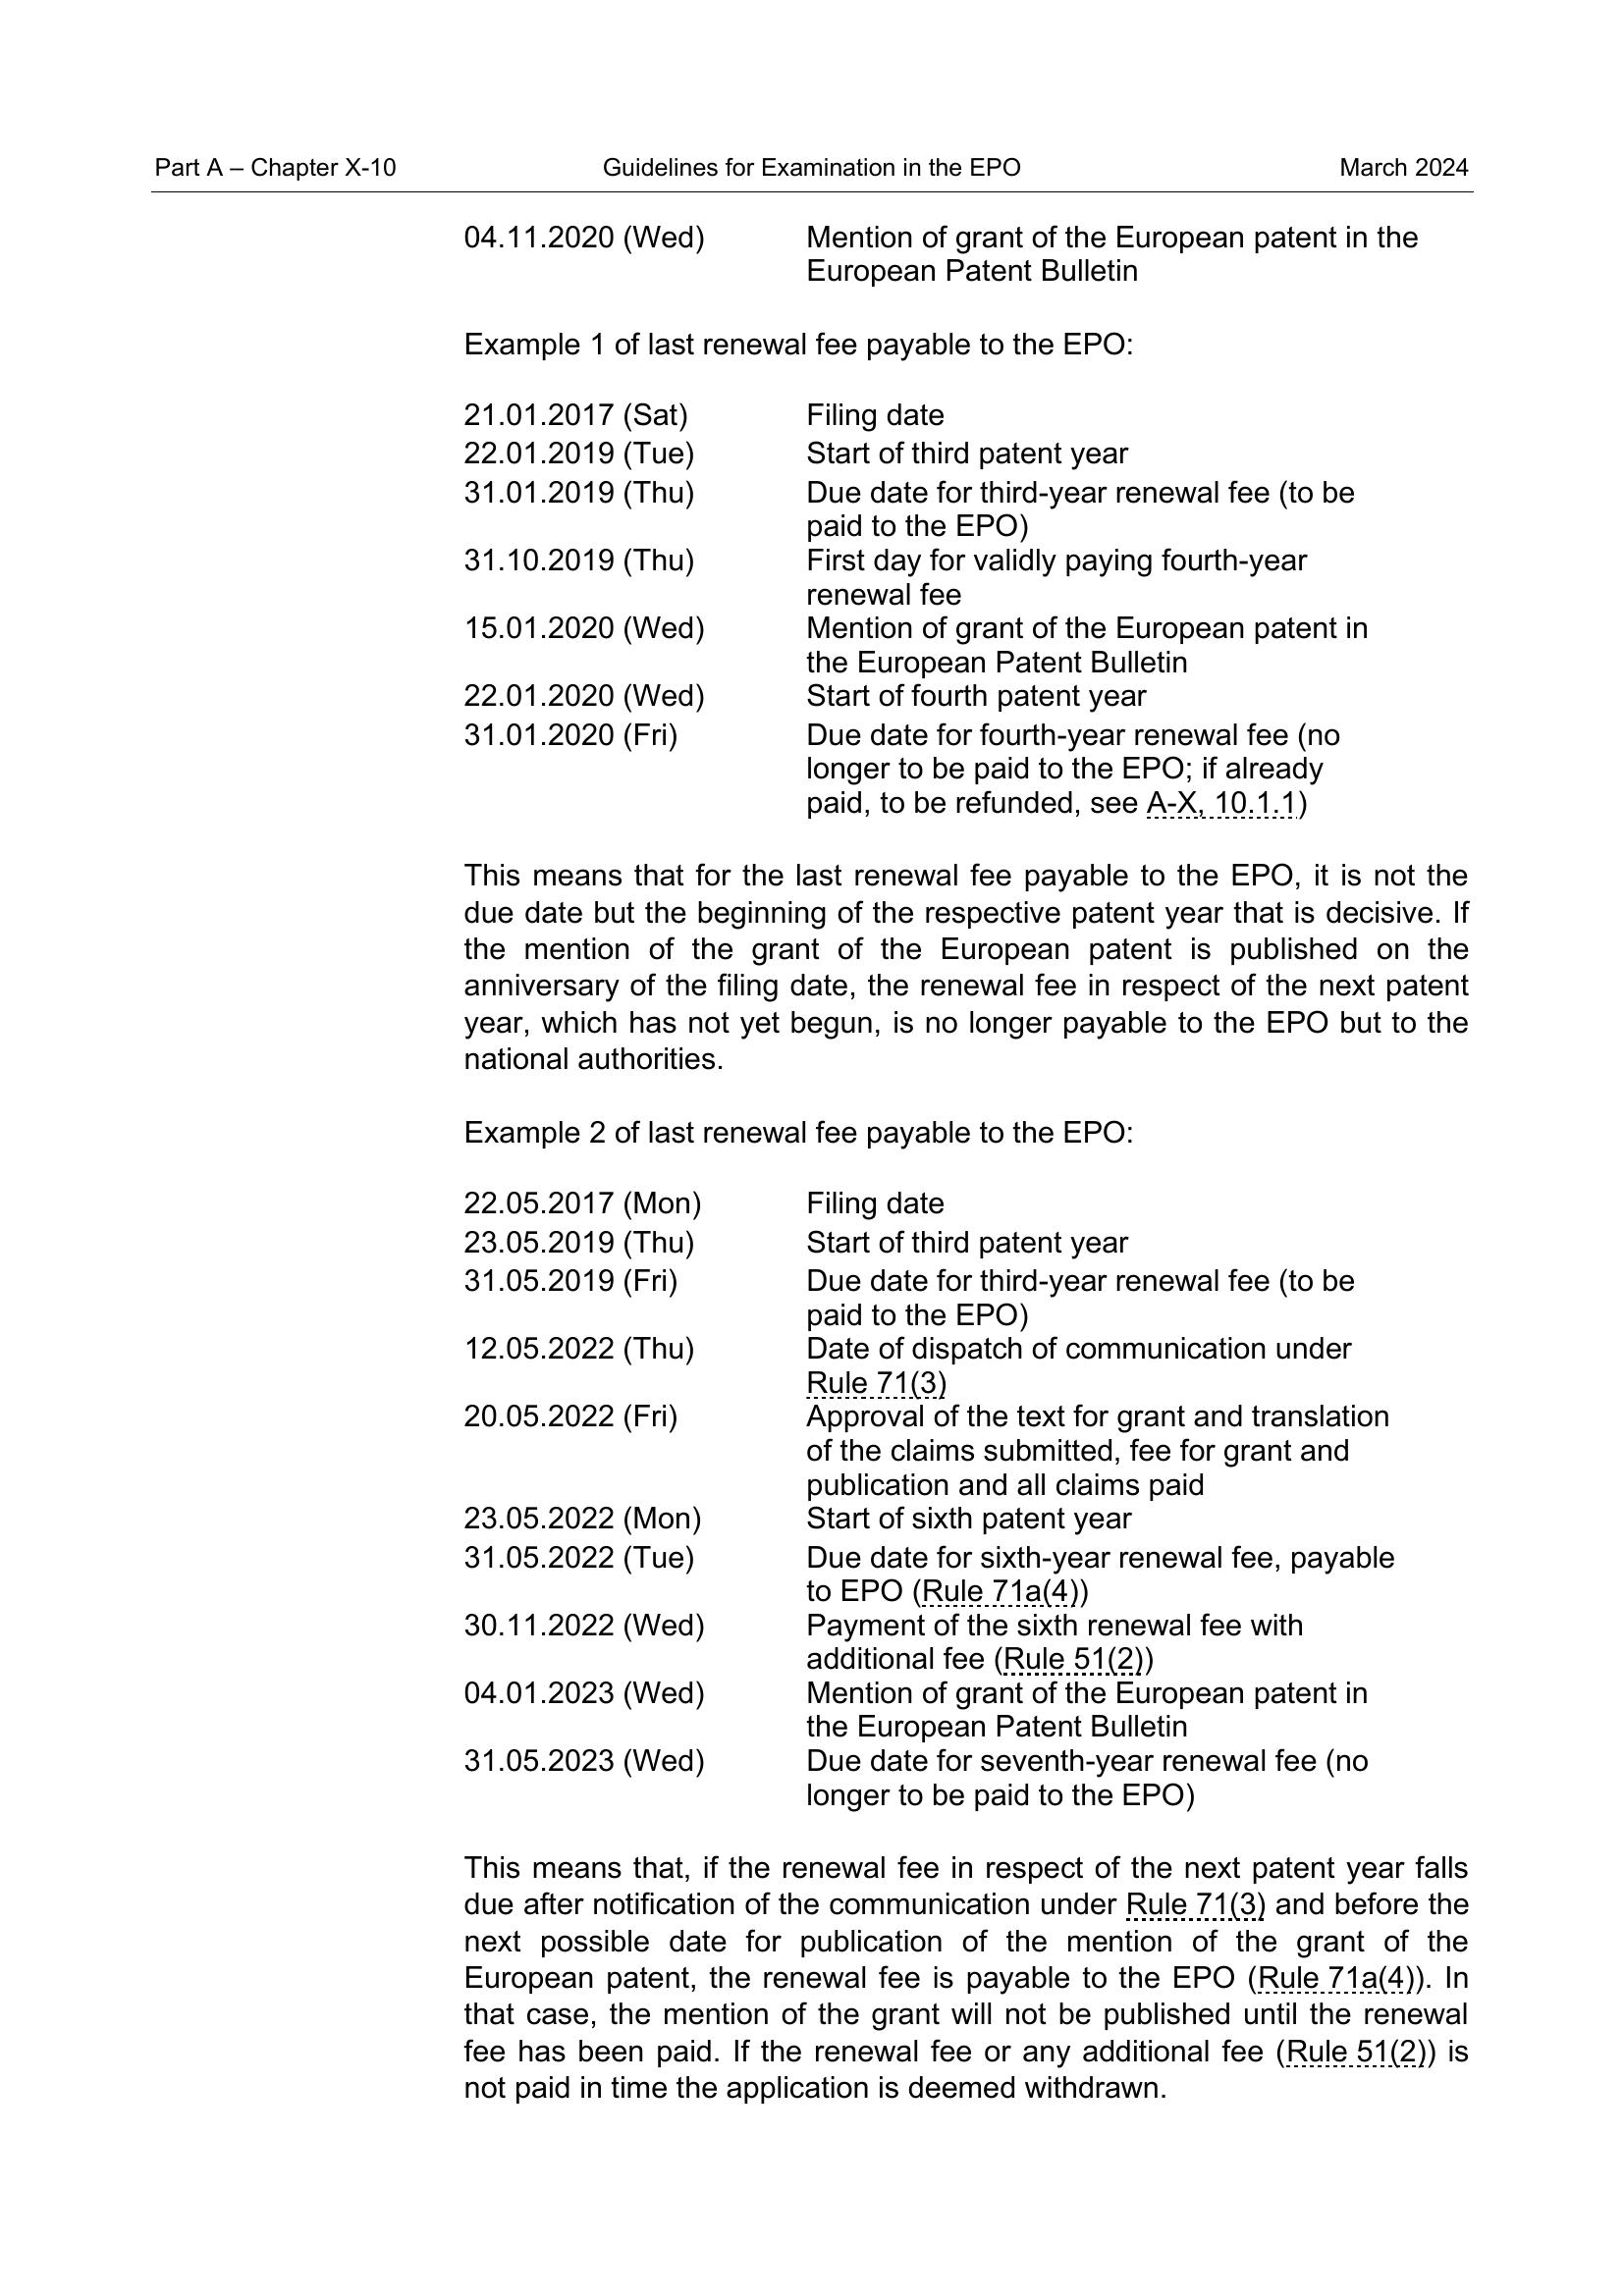 Part A – Chapter X-10 Guidelines for Examination in the EPO March 2024
04.11.2020 (Wed) Mention of grant of the European patent in the
European Patent Bulletin
Example 1 of last renewal fee payable to the EPO:
21.01.2017 (Sat) Filing date
22.01.2019 (Tue) Start of third patent year
31.01.2019 (Thu) Due date for third-year renewal fee (to be
paid to the EPO)
31.10.2019 (Thu) First day for validly paying fourth-year
renewal fee
15.01.2020 (Wed) Mention of grant of the European patent in
the European Patent Bulletin
22.01.2020 (Wed) Start of fourth patent year
31.01.2020 (Fri) Due date for fourth-year renewal fee (no
longer to be paid to the EPO; if already
paid, to be refunded, see A-X, 10.1.1)
This means that for the last renewal fee payable to the EPO, it is not the
due date but the beginning of the respective patent year that is decisive. If
the mention of the grant of the European patent is published on the
anniversary of the filing date, the renewal fee in respect of the next patent
year, which has not yet begun, is no longer payable to the EPO but to the
national authorities.
Example 2 of last renewal fee payable to the EPO:
22.05.2017 (Mon) Filing date
23.05.2019 (Thu) Start of third patent year
31.05.2019 (Fri) Due date for third-year renewal fee (to be
paid to the EPO)
12.05.2022 (Thu) Date of dispatch of communication under
Rule 71(3)
20.05.2022 (Fri) Approval of the text for grant and translation
of the claims submitted, fee for grant and
publication and all claims paid
23.05.2022 (Mon) Start of sixth patent year
31.05.2022 (Tue) Due date for sixth-year renewal fee, payable
to EPO (Rule 71a(4))
30.11.2022 (Wed) Payment of the sixth renewal fee with
additional fee (Rule 51(2))
04.01.2023 (Wed) Mention of grant of the European patent in
the European Patent Bulletin
31.05.2023 (Wed) Due date for seventh-year renewal fee (no
longer to be paid to the EPO)
This means that, if the renewal fee in respect of the next patent year falls
due after notification of the communication under Rule 71(3) and before the
next possible date for publication of the mention of the grant of the
European patent, the renewal fee is payable to the EPO (Rule 71a(4)). In
that case, the mention of the grant will not be published until the renewal
fee has been paid. If the renewal fee or any additional fee (Rule 51(2)) is
not paid in time the application is deemed withdrawn.